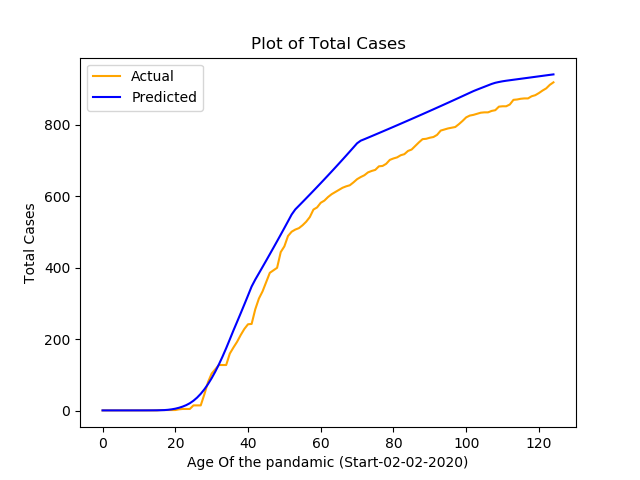 Plot of Total Cases
Actual
Predicted
Total Cases
800
600
400
200
0
0 20 40 60 80 100 120
Age Of the pandamic (Start-02-02-2020)